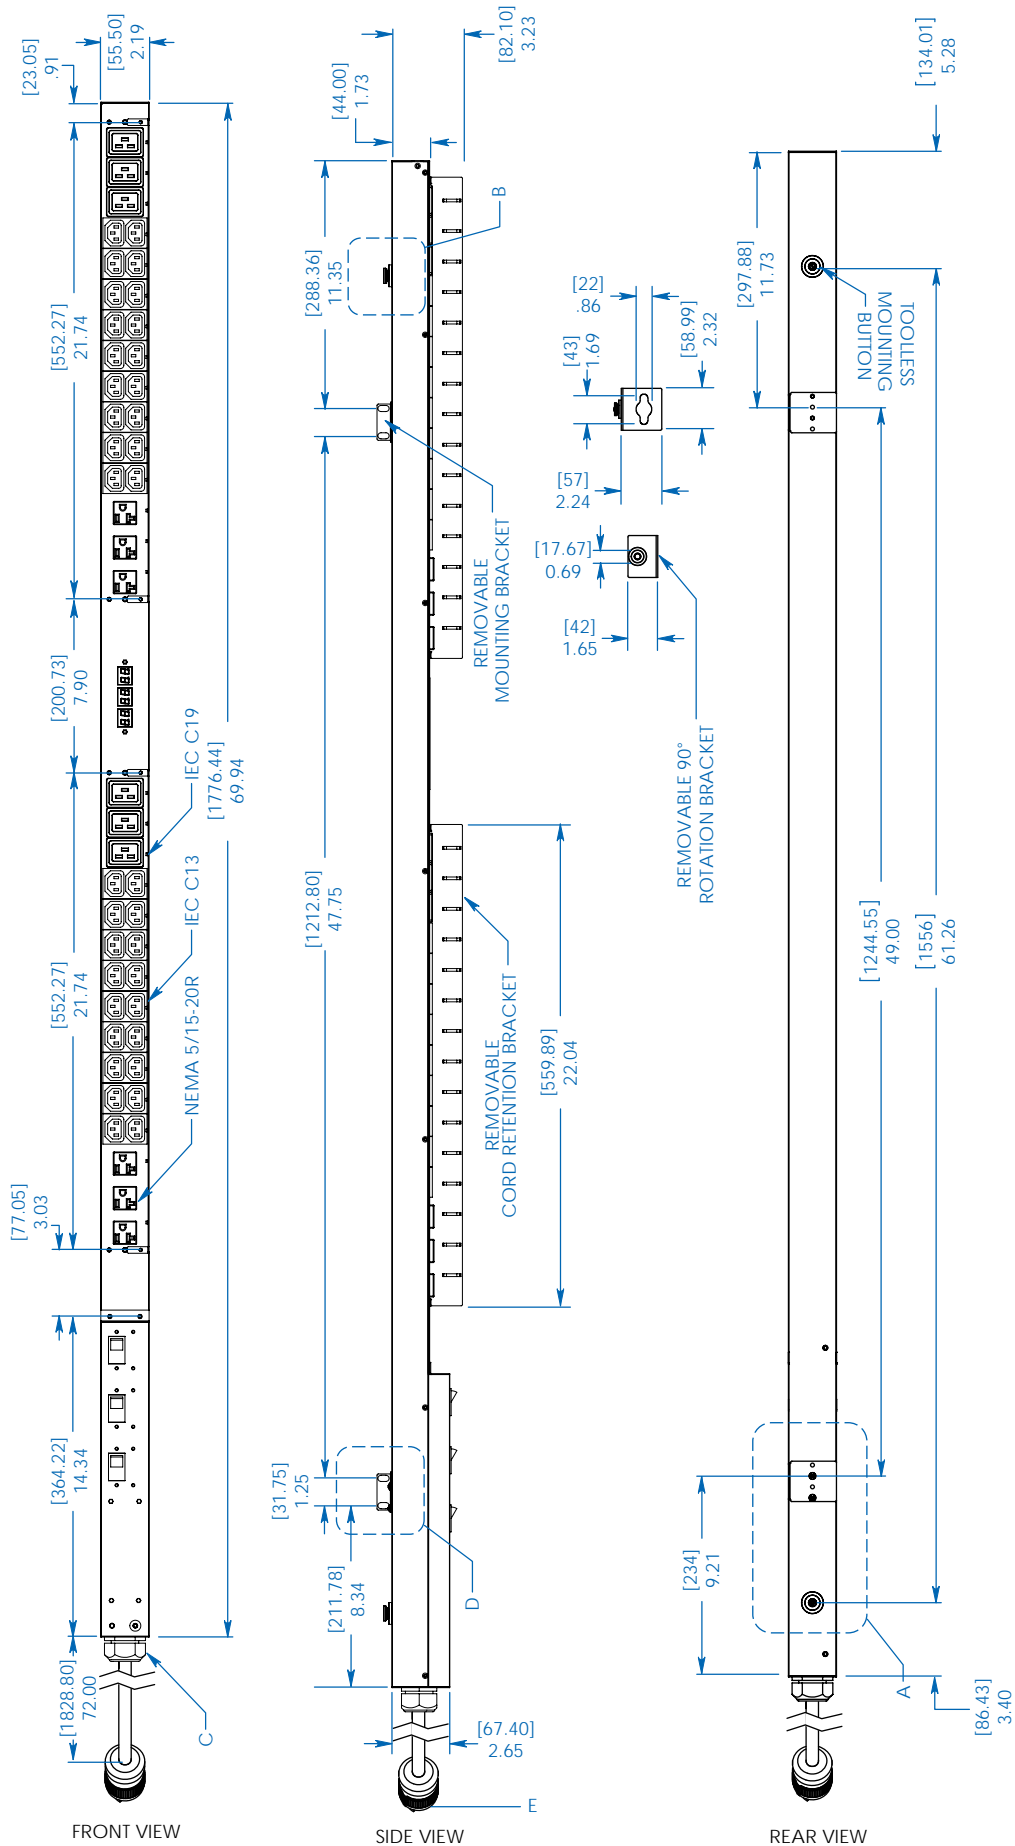 [23.05]
.91
[55.50]
2.19
[552.27]
21.74
[200.73]
7.90
[552.27]
21.74
[77.05]
3.03
[364.22]
14.34
[1828.80]
72.00
IEC C19
[1776.44]
69.94
IEC C13
NEMA 5/15-20R
C
FRONT VIEW
[82.10]
3.23
[44.00]
1.73
[288.36]
11.35
B
REMOVABLE
MOUNTING BRACKET
[1212.80]
47.75
[559.89]
22.04
REMOVABLE
CORD RETENTION BRACKET
[31.75]
1.25
[211.78]
8.34
D
[67.40]
2.65
E
SIDE VIEW
[22]
.86
[43]
1.69
[58.99]
2.32
[57]
2.24
[17.67]
0.69
[42]
1.65
REMOVABLE 90°
ROTATION BRACKET
[134.01]
5.28
[297.88]
11.73
TOOLLESS
MOUNTING
BUTTON
[1244.55]
49.00
[1556]
61.26
[234]
9.21
A
[86.43]
3.40
REAR VIEW